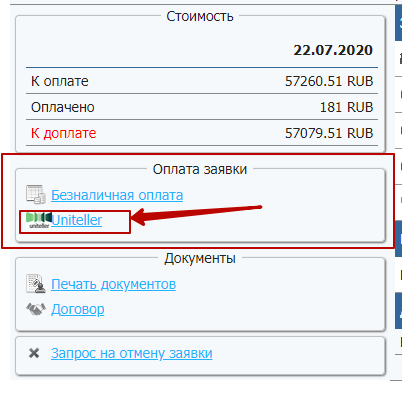 Стоимость
22.07.2020
К оплате 57260.51 RUB
Оплачено 181 RUB
К доплате 57079.51 RUB
Оплата заявки
Безналичная оплата
uniteller Uniteller
Документы
Печать документов
Договор
Запрос на отмену заявки